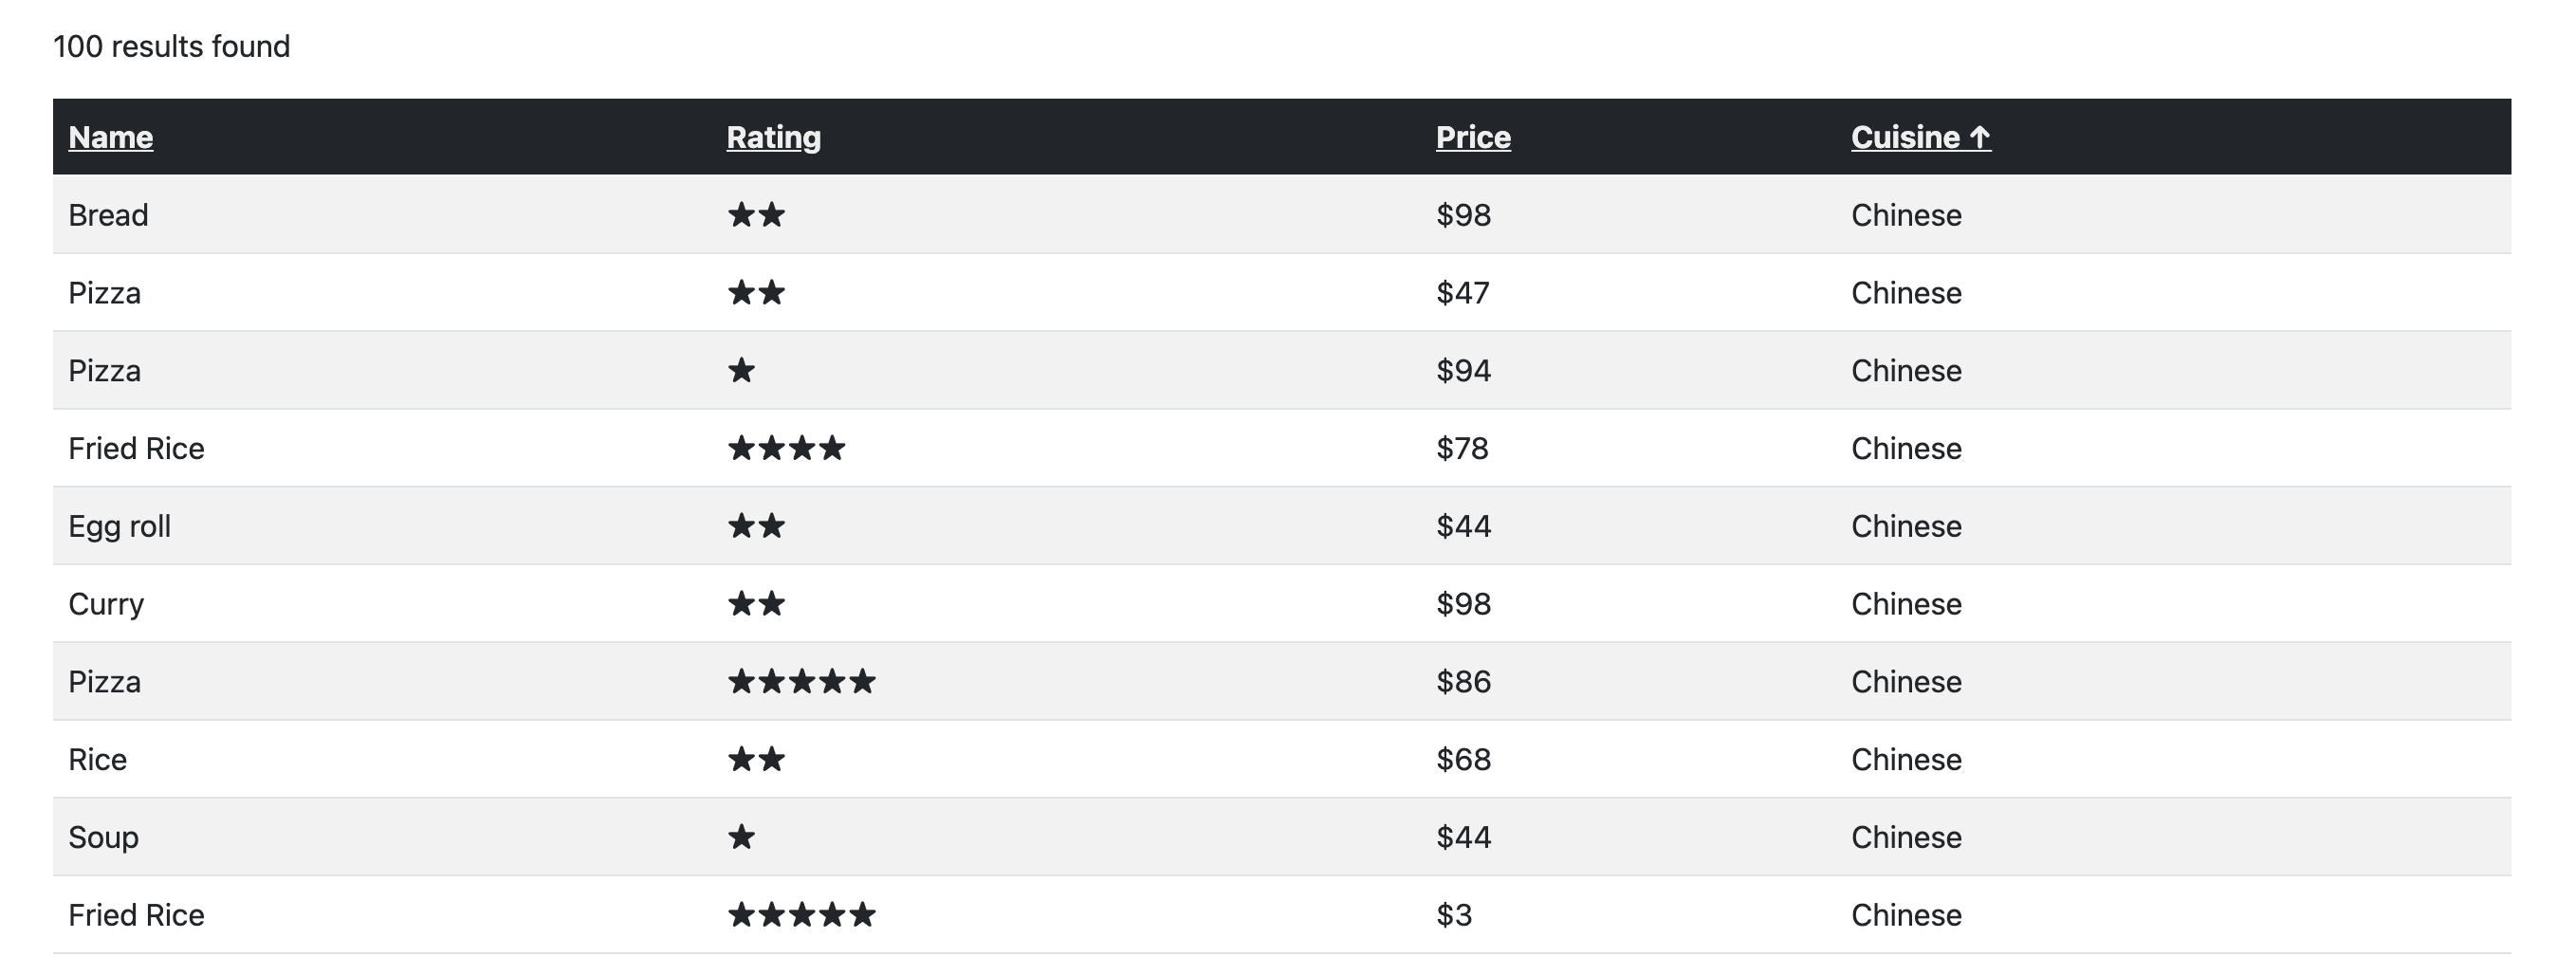 100 results found
Name Rating Price Cuisine ↑
Bread ★★ $98 Chinese
Pizza ★★ $47 Chinese
Pizza ★ $94 Chinese
Fried Rice ★★★★ $78 Chinese
Egg roll ★★ $44 Chinese
Curry ★★ $98 Chinese
Pizza ★★★★★ $86 Chinese
Rice ★★ $68 Chinese
Soup ★ $44 Chinese
Fried Rice ★★★★★ $3 Chinese